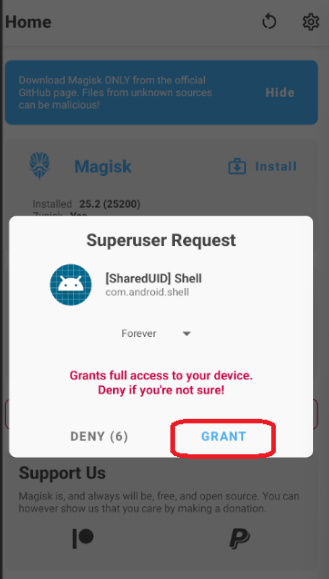 Home
Download Magisk ONLY from the official
GitHub page. Files from unknown sources
can be malicious!
Hide
Magisk
Install
Installed 25.2 (25200)
Zygisk Yes
Superuser Request
[SharedUID] Shell
com.android.shell
Forever
Grants full access to your device.
Deny if you're not sure!
DENY (6)
GRANT
Support Us
Magisk is, and always will be, free, and open source. You can
however show us that you care by making a donation.